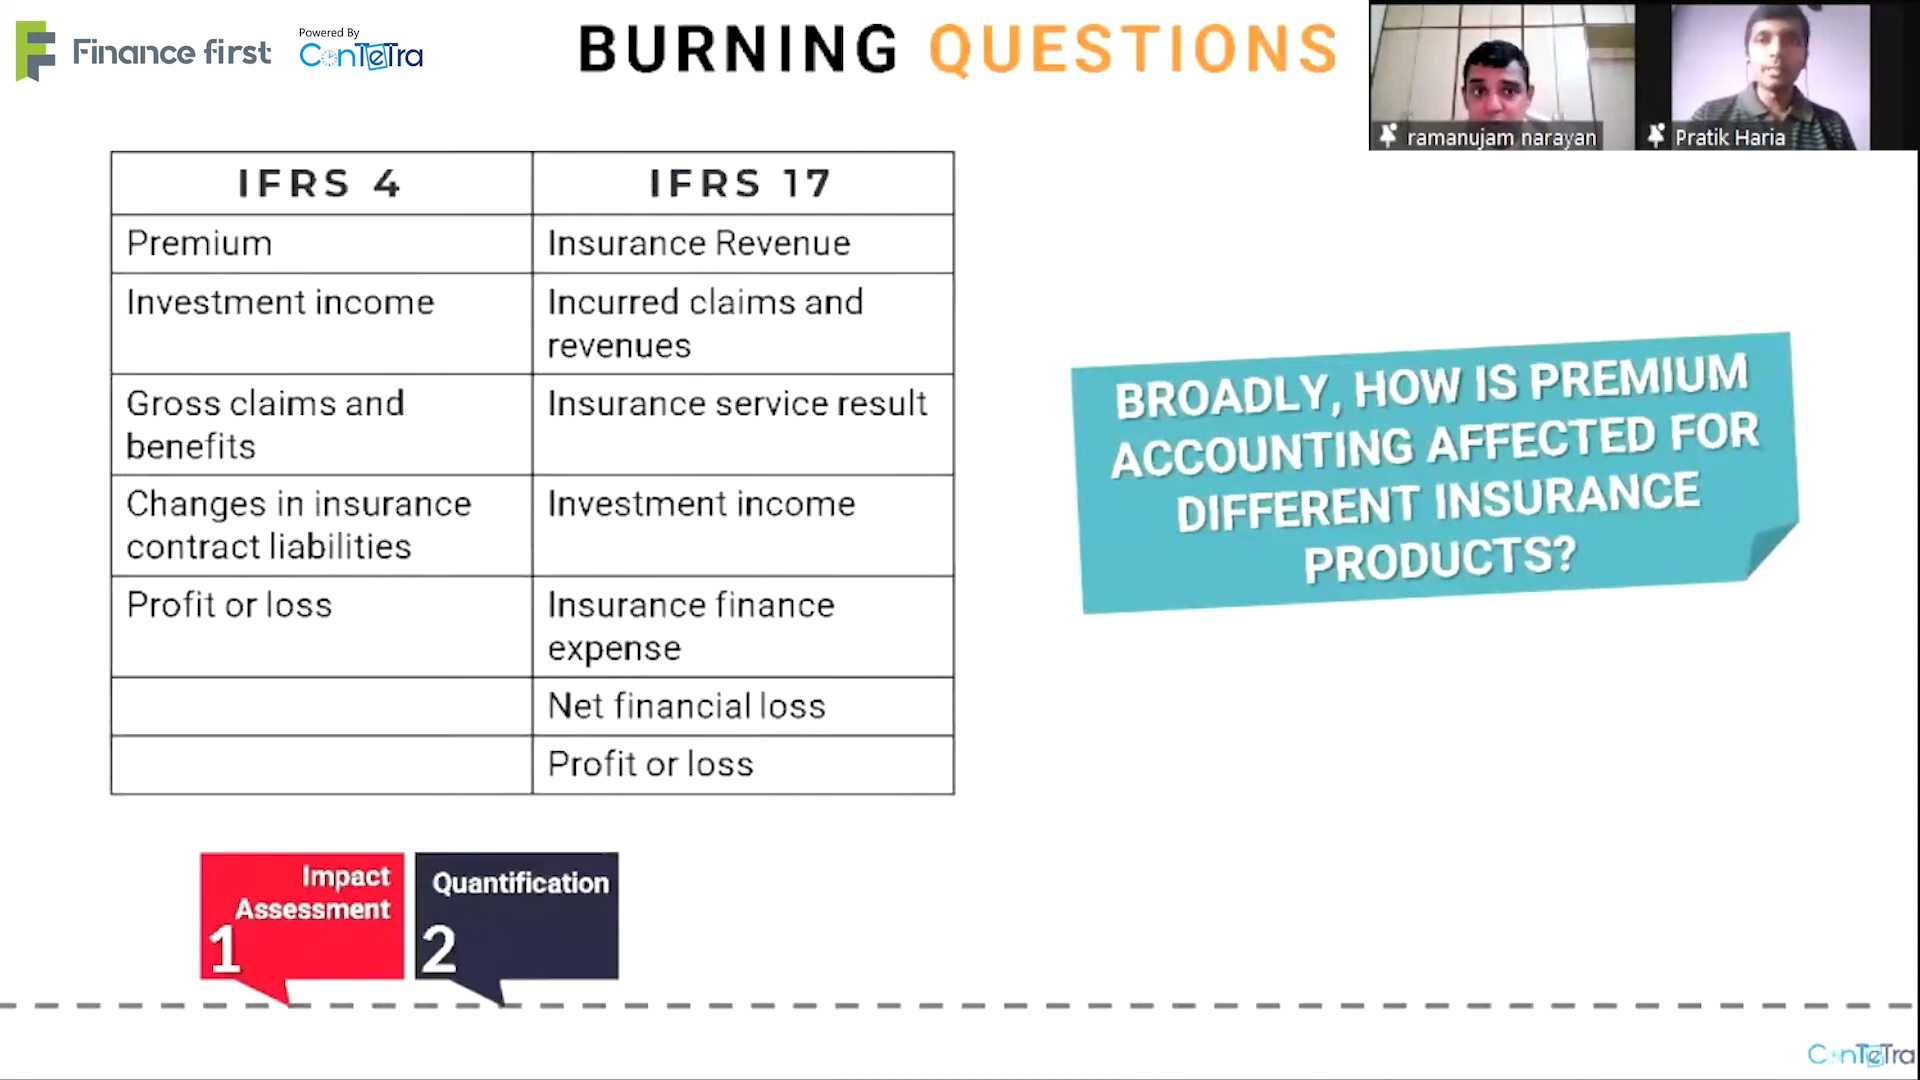 Finance first
Powered By
ConTeTra
BURNING QUESTIONS
ramanujam narayan
Pratik Haria
IFRS 4
IFRS 17
Premium
Insurance Revenue
Investment income
Incurred claims and
revenues
Gross claims and
benefits
Insurance service result
Changes in insurance
contract liabilities
Investment income
Profit or loss
Insurance finance
expense
Net financial loss
Profit or loss
BROADLY, HOW IS PREMIUM
ACCOUNTING AFFECTED FOR
DIFFERENT INSURANCE
PRODUCTS?
Impact
Assessment
1
Quantification
2
ConTeTra